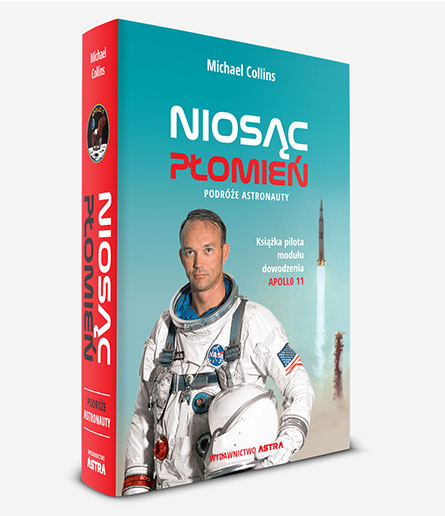 Michael
Collins
NIOSĄC
PŁOMIEŃ
PODRÓŻE
ASTRONAUTY
WYDAWNICTWO
ASTRA
Michael Collins
NIOSĄC
PŁOMIEŃ
PODRÓŻE ASTRONAUTY
Książka pilota
modułu
dowodzenia
APOLLO 11
NASA
WYDAWNICTWO ASTRA